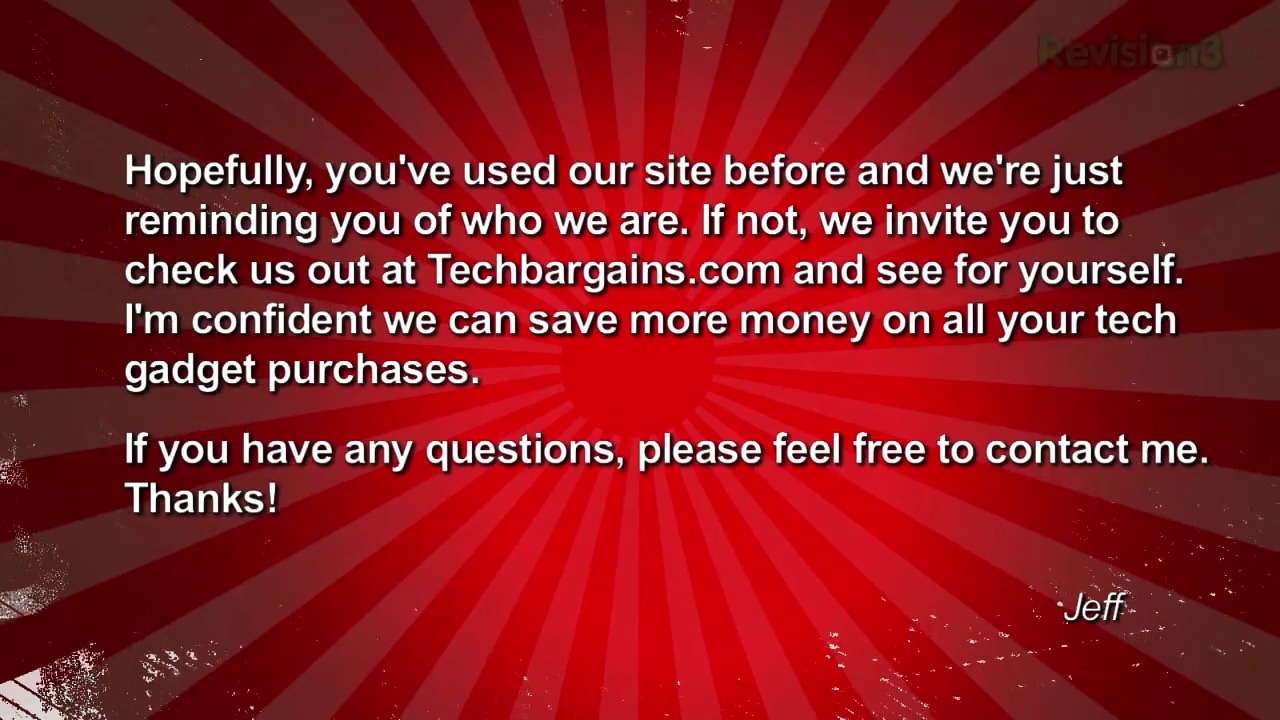 Revision3
Hopefully, you've used our site before and we're just
reminding you of who we are. If not, we invite you to
check us out at Techbargains.com and see for yourself.
I'm confident we can save more money on all your tech
gadget purchases.
If you have any questions, please feel free to contact me.
Thanks!
Jeff